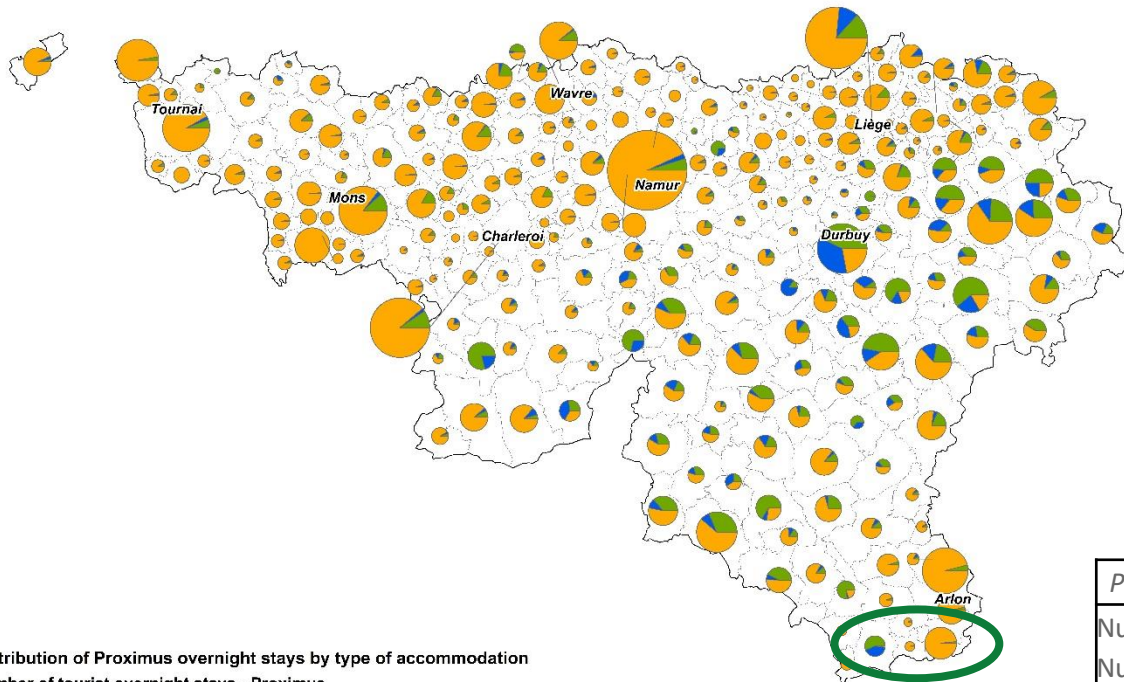 Wavre
Tournai
Liège
Namur
Mons
Durbuy
Charleroi
Arlon
P
Nu
Nu
tribution of Proximus overnight stays by type of accommodation